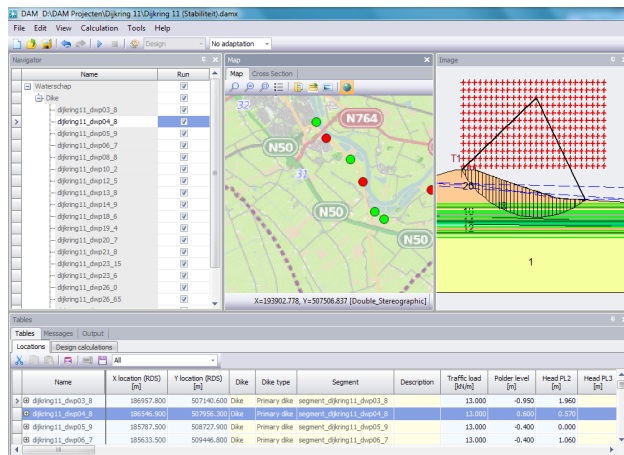 DAM D:\DAM Projecten\Dijkring 11\Dijkring 11 (Stabiliteit).damx
File Edit View Calculation Tools Help
Design No adaptation
Navigator
Name Run
Waterschap
Dike
dijkring11_dwp03_8
dijkring11_dwp04_8
dijkring11_dwp05_9
dijkring11_dwp06_7
dijkring11_dwp08_8
dijkring11_dwp10_2
dijkring11_dwp12_5
dijkring11_dwp13_8
dijkring11_dwp14_9
dijkring11_dwp18_6
dijkring11_dwp19_4
dijkring11_dwp20_7
dijkring11_dwp21_8
dijkring11_dwp23_15
dijkring11_dwp23_6
dijkring11_dwp26_0
dijkring11_dwp26_65
Map
Map Cross Section
32
N764
N50
31
N50
N50
X=193902.778, Y=507506.837 [Double_Stereographic]
Image
1
Tables
Tables Messages Output
Locations Design calculations
All
Name X location (RDS) [m] Y location (RDS) [m] Dike Dike type Segment Description Traffic load [kN/m] Polder level [m] Head PL2 [m] Head PL3 [m]
dijkring11_dwp03_8 186957.800 507140.600 Dike Primary dike segment_dijkring11_dwp03_8 13.000 -0.950 1.960
dijkring11_dwp04_8 186546.900 507956.300 Dike Primary dike segment_dijkring11_dwp04_8 13.000 0.600 0.570
dijkring11_dwp05_9 185787.500 508727.900 Dike Primary dike segment_dijkring11_dwp05_9 13.000 -0.400 0.000
dijkring11_dwp06_7 185633.500 509446.800 Dike Primary dike segment_dijkring11_dwp06_7 13.000 -0.400 1.060